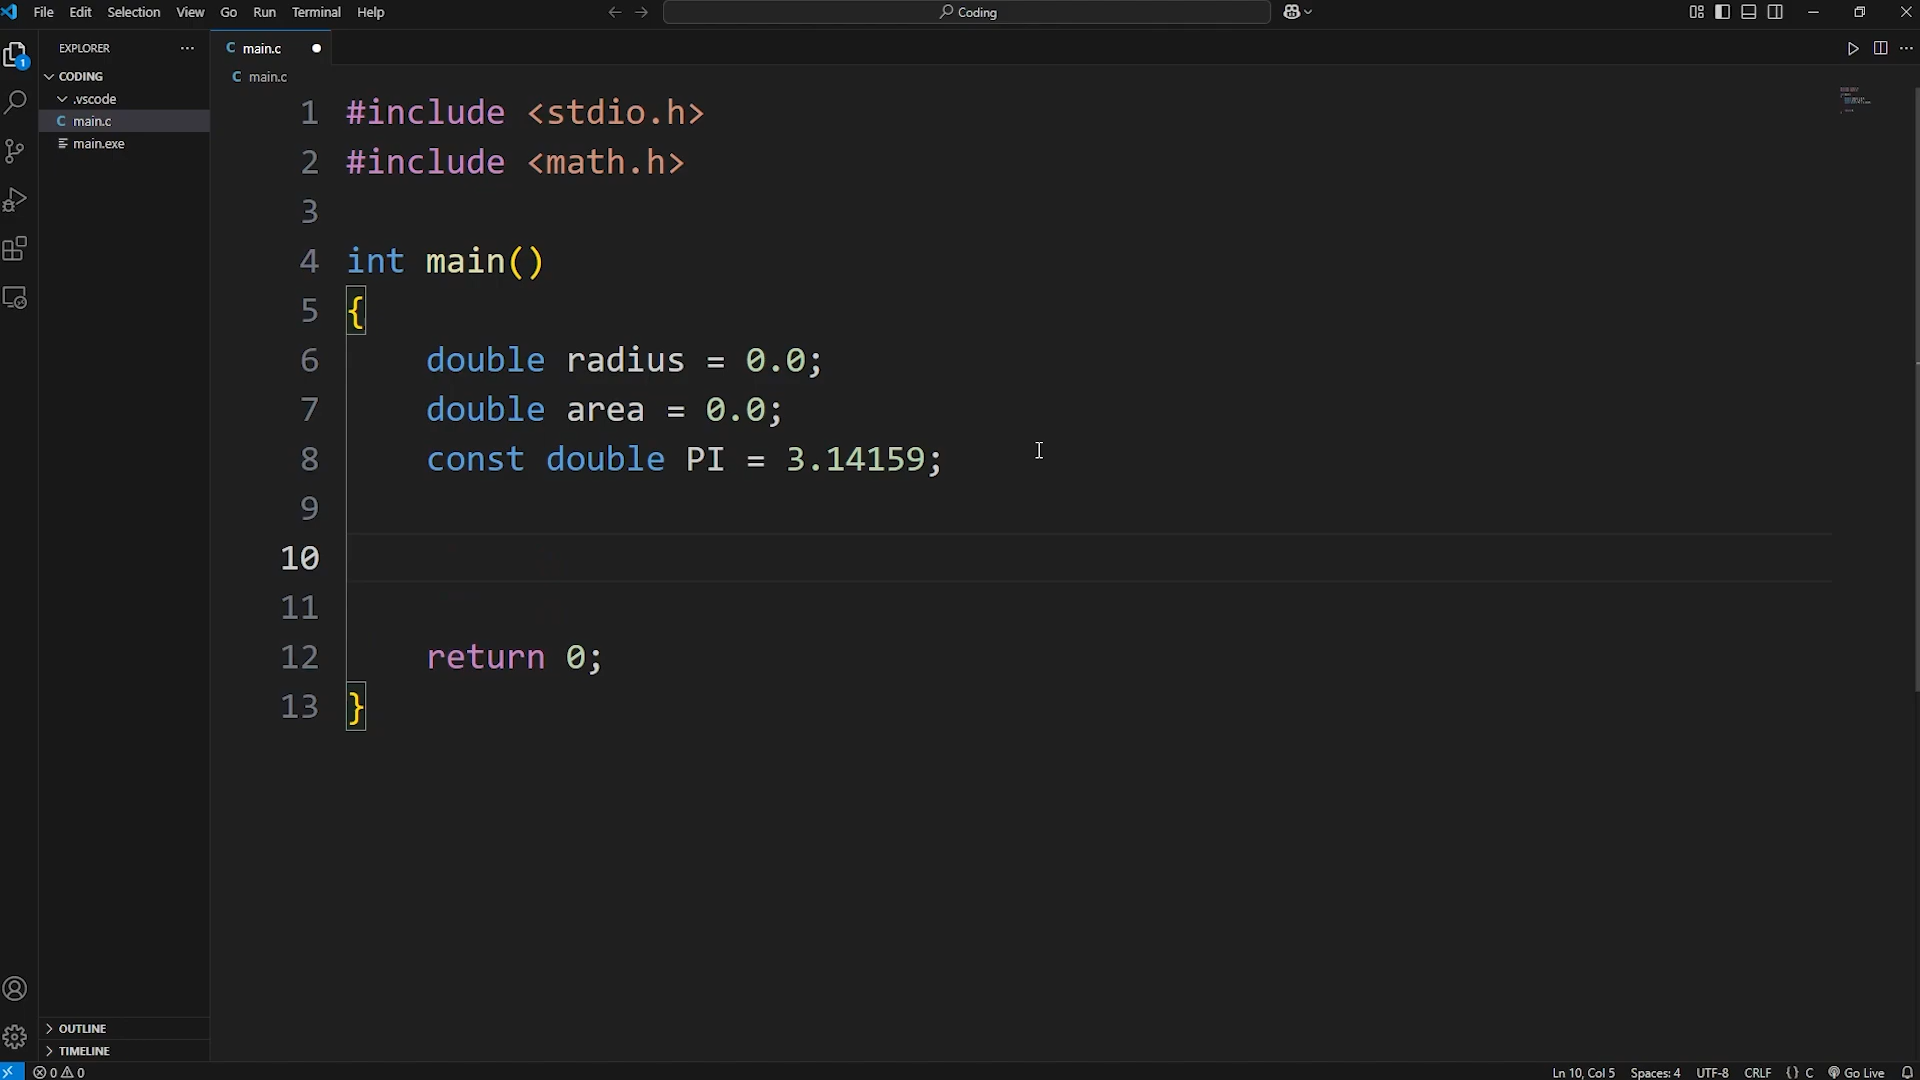 File Edit Selection View Go Run Terminal Help
Coding
EXPLORER
CODING
.vscode
C main.c
main.exe
OUTLINE
TIMELINE
1
C main.c
C main.c
1 #include <stdio.h>
2 #include <math.h>
3
4 int main()
5 {
6 double radius = 0.0;
7 double area = 0.0;
8 const double PI = 3.14159;
9
10
11
12 return 0;
13 }
0 0
Ln 10, Col 5 Spaces: 4 UTF-8 CRLF {} C Go Live